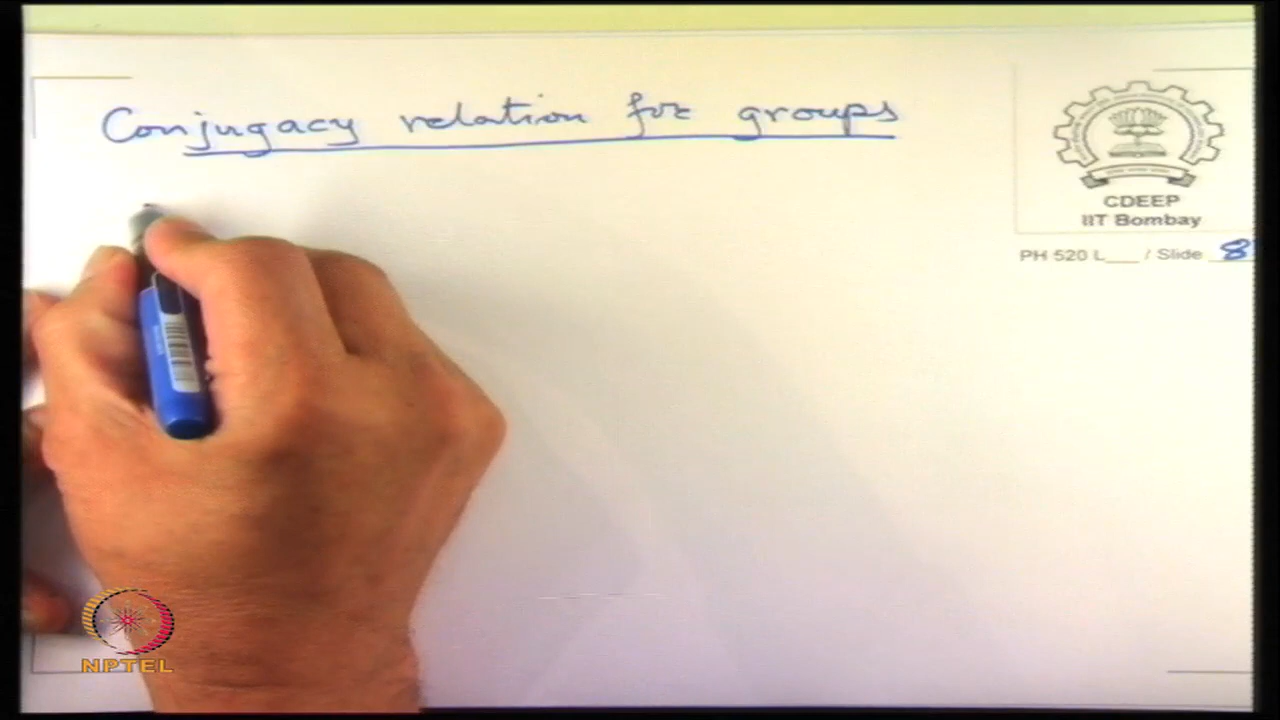 Conjugacy relation for groups
CDEEP
IIT Bombay
PH 520 L___ / Slide 8
NPTEL